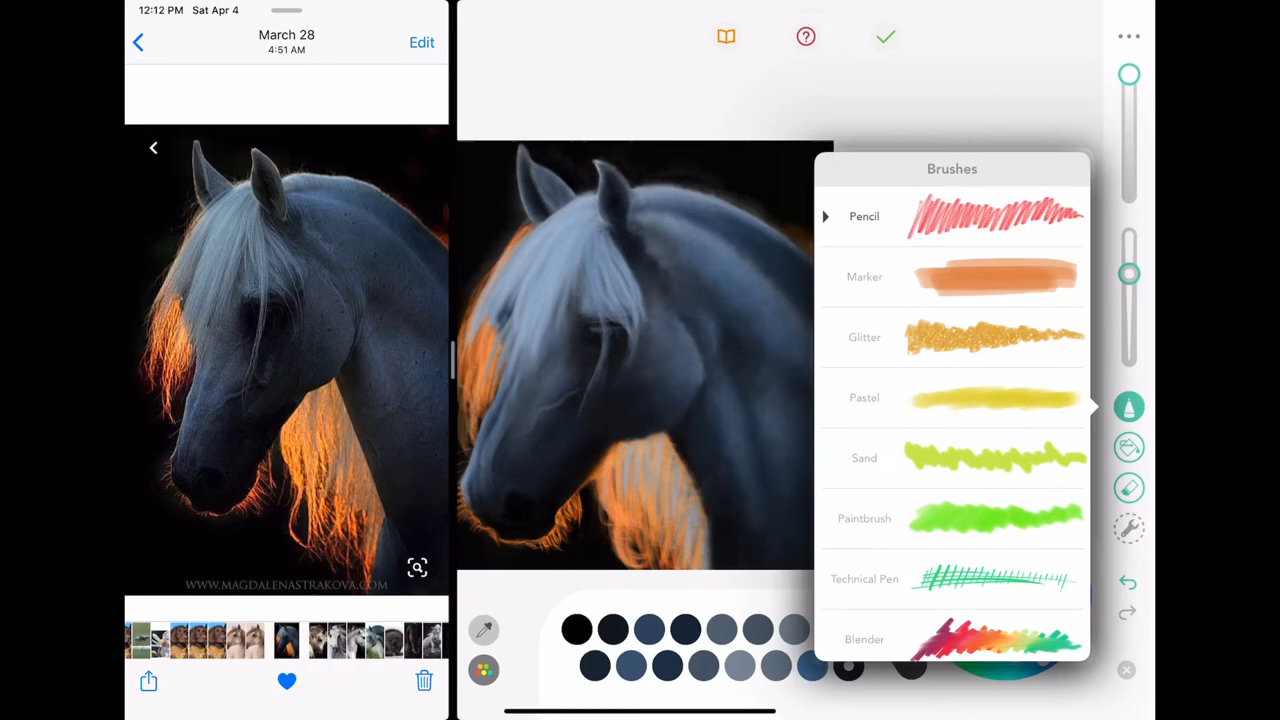 12:12 PM Sat Apr 4
March 28
4:51 AM
Edit
WWW.MAGDALENASTRAKOVA.COM
Brushes
Pencil
Marker
Glitter
Pastel
Sand
Paintbrush
Technical Pen
Blender